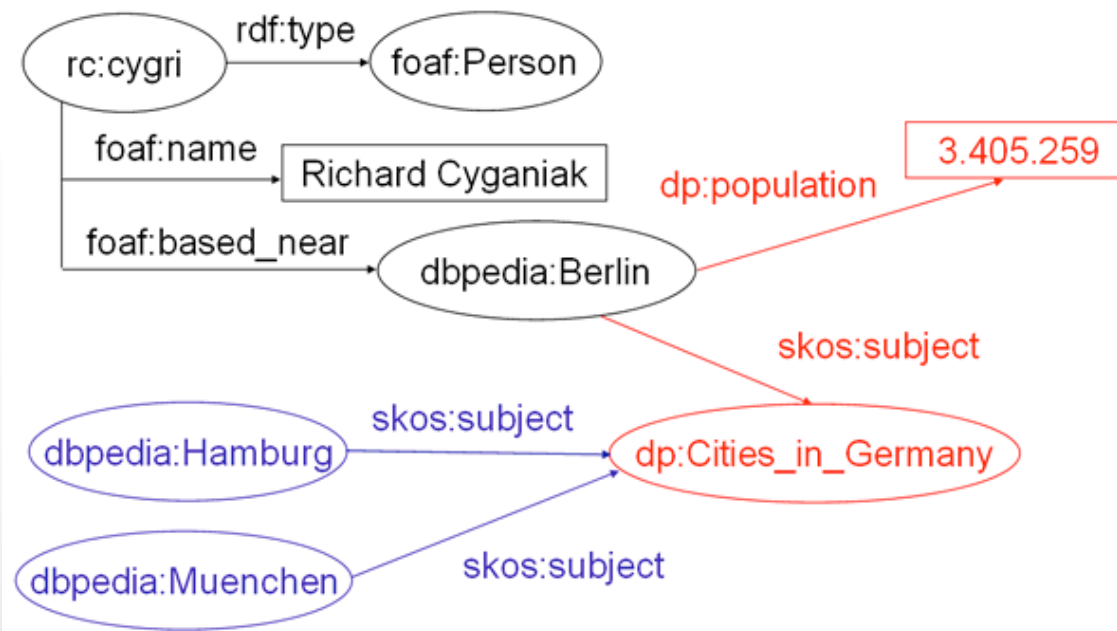 rdf:type
rc:cygri
foaf:Person
foaf:name
Richard Cyganiak
3.405.259
dp:population
foaf:based_near
dbpedia:Berlin
skos:subject
skos:subject
dbpedia:Hamburg
dp:Cities_in_Germany
skos:subject
dbpedia:Muenchen